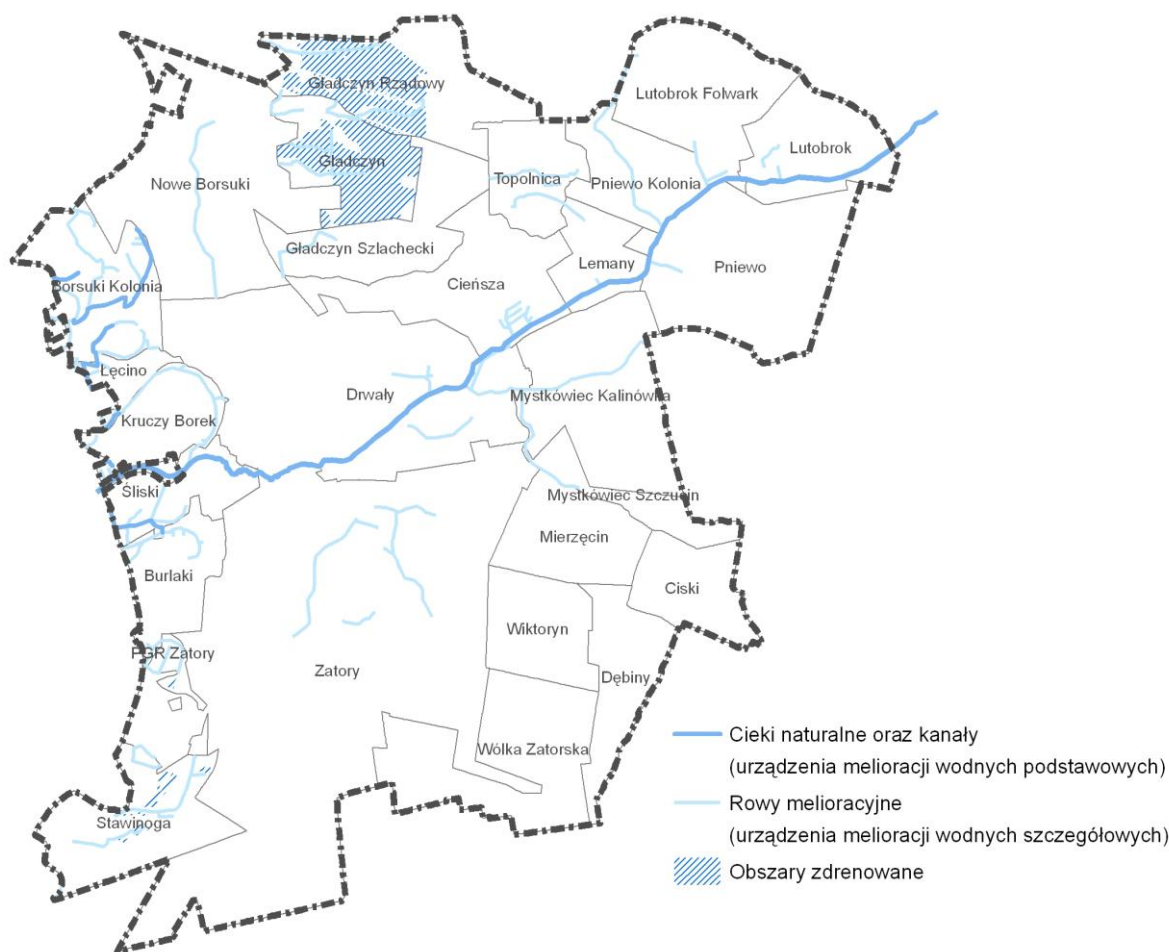 Gładczyn Rządowy
Lutobrok Folwark
Lutobrok
Gładczyn
Topolnica
Nowe Borsuki
Pniewo Kolonia
Gładczyn Szlachecki
Lemany
Pniewo
Borsuki Kolonia
Cieńsza
Łęcino
Drwały
Mystkówiec Kalinówka
Kruczy Borek
Śliski
Mystkówiec Szczucin
Mierzęcin
Burlaki
Ciski
Wiktoryn
PGR Zatory
Zatory
Dębiny
Cieki naturalne oraz kanały
Wólka Zatorska
(urządzenia melioracji wodnych podstawowych)
Rowy melioracyjne
Stawinoga
(urządzenia melioracji wodnych szczegółowych)
Obszary zdrenowane